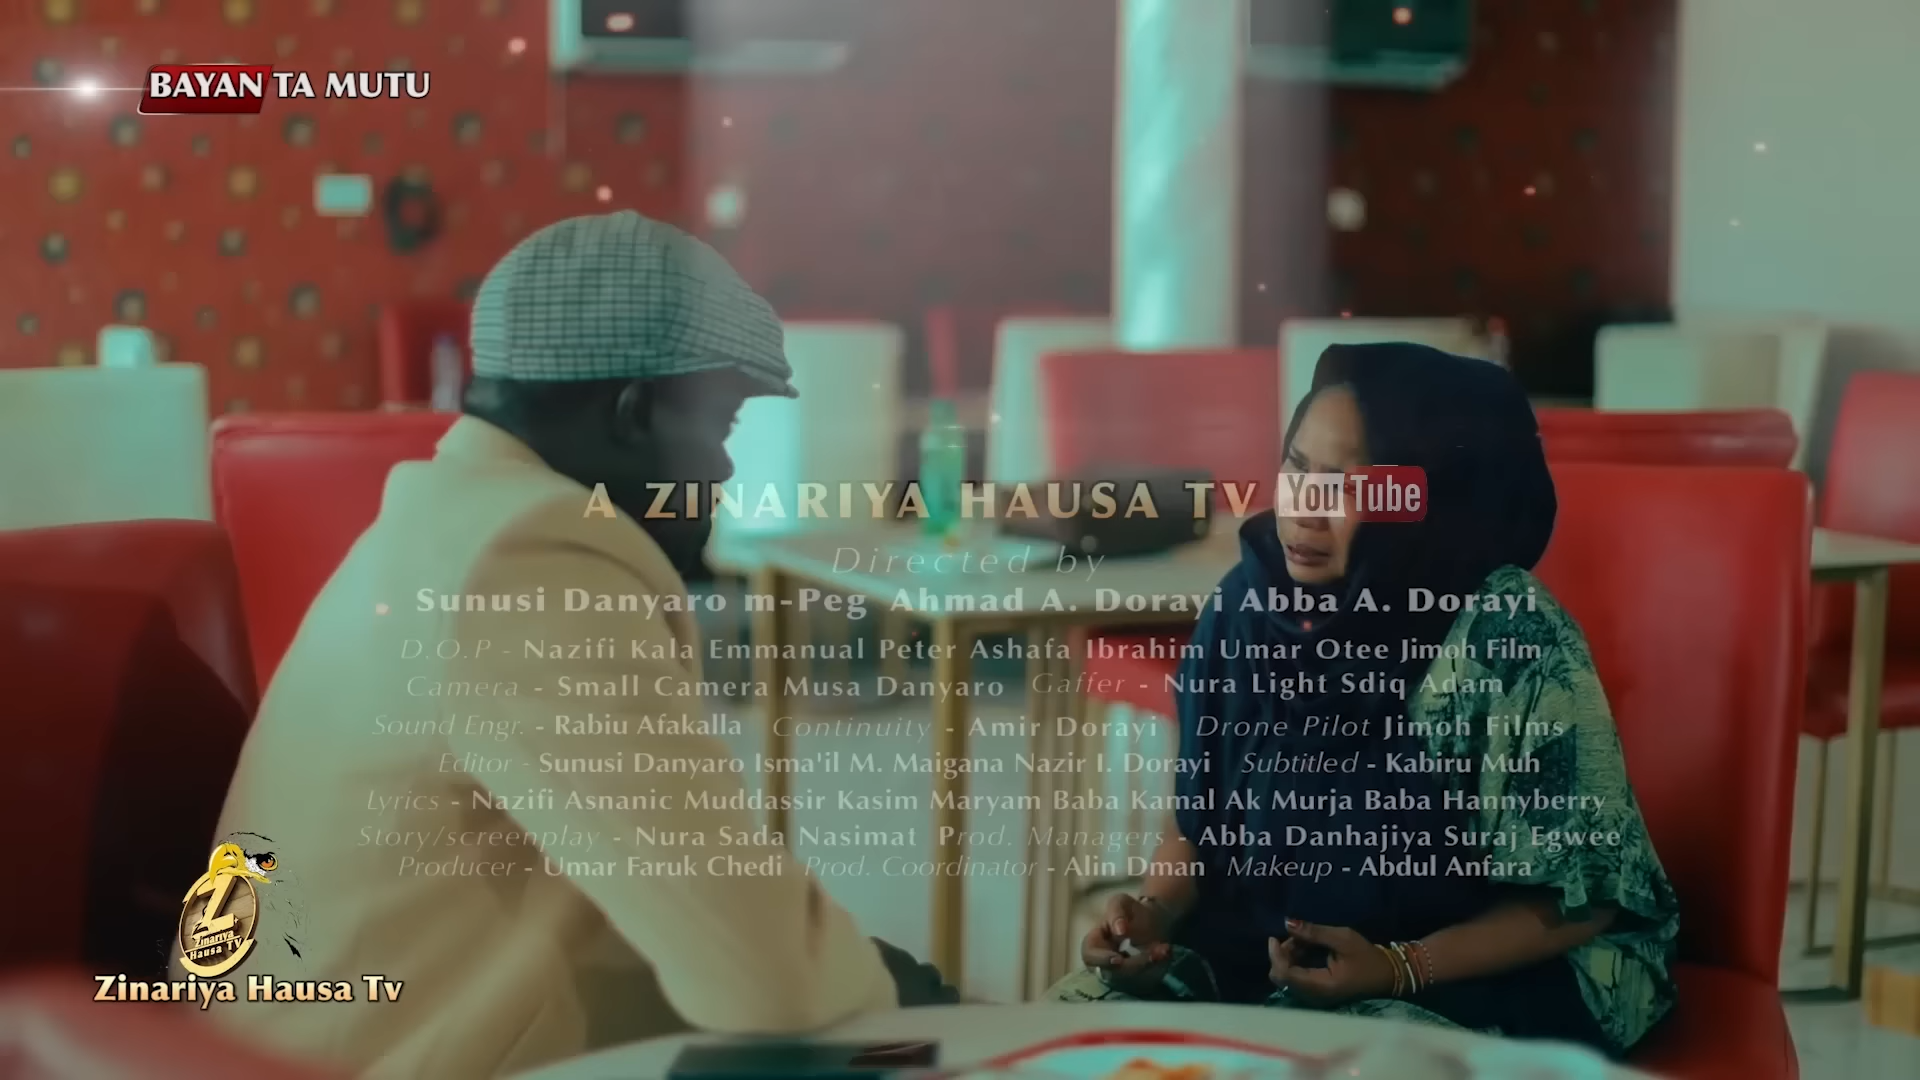 BAYAN TA MUTU
A ZINARIYA HAUSA TV YouTube
Directed by
Sunusi Danyaro m-Peg Ahmad A. Dorayi Abba A. Dorayi
D.O.P - Nazifi Kala Emmanual Peter Ashafa Ibrahim Umar Otee Jimoh Film
Camera - Small Camera Musa Danyaro Gaffer - Nura Light Sdiq Adam
Sound Engr. - Rabiu Afakalla Continuity - Amir Dorayi Drone Pilot Jimoh Films
Editor - Sunusi Danyaro Isma'il M. Maigana Nazir I. Dorayi Subtitled - Kabiru Muh
Lyrics - Nazifi Asnanic Muddassir Kasim Maryam Baba Kamal Ak Murja Baba Hannyberry
Story/screenplay - Nura Sada Nasimat Prod. Managers - Abba Danhajiya Suraj Egwee
Producer - Umar Faruk Chedi Prod. Coordinator - Alin Dman Makeup - Abdul Anfara
Z
Zinariya
Hausa TV
Zinariya Hausa Tv